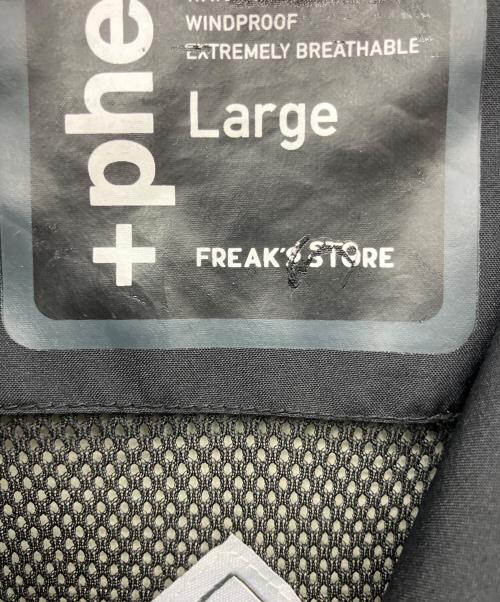 WINDPROOF
EXTREMELY BREATHABLE
Large
FREAK'S STORE
+phe